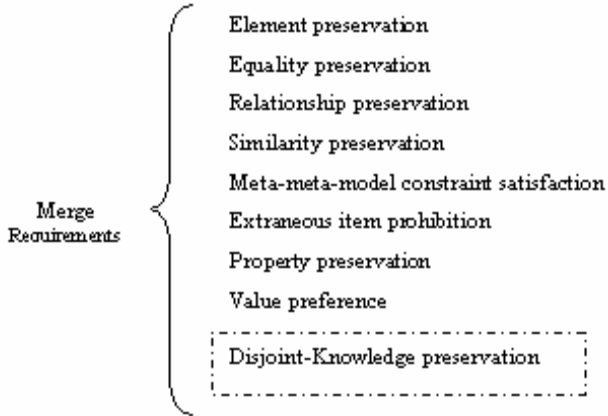 Element preservation
Equality preservation
Relationship preservation
Similarity preservation
Meta-meta-model constraint satisfaction
Merge
Requirements
Extraneous item prohibition
Property preservation
Value preference
Disjoint-Knowledge preservation